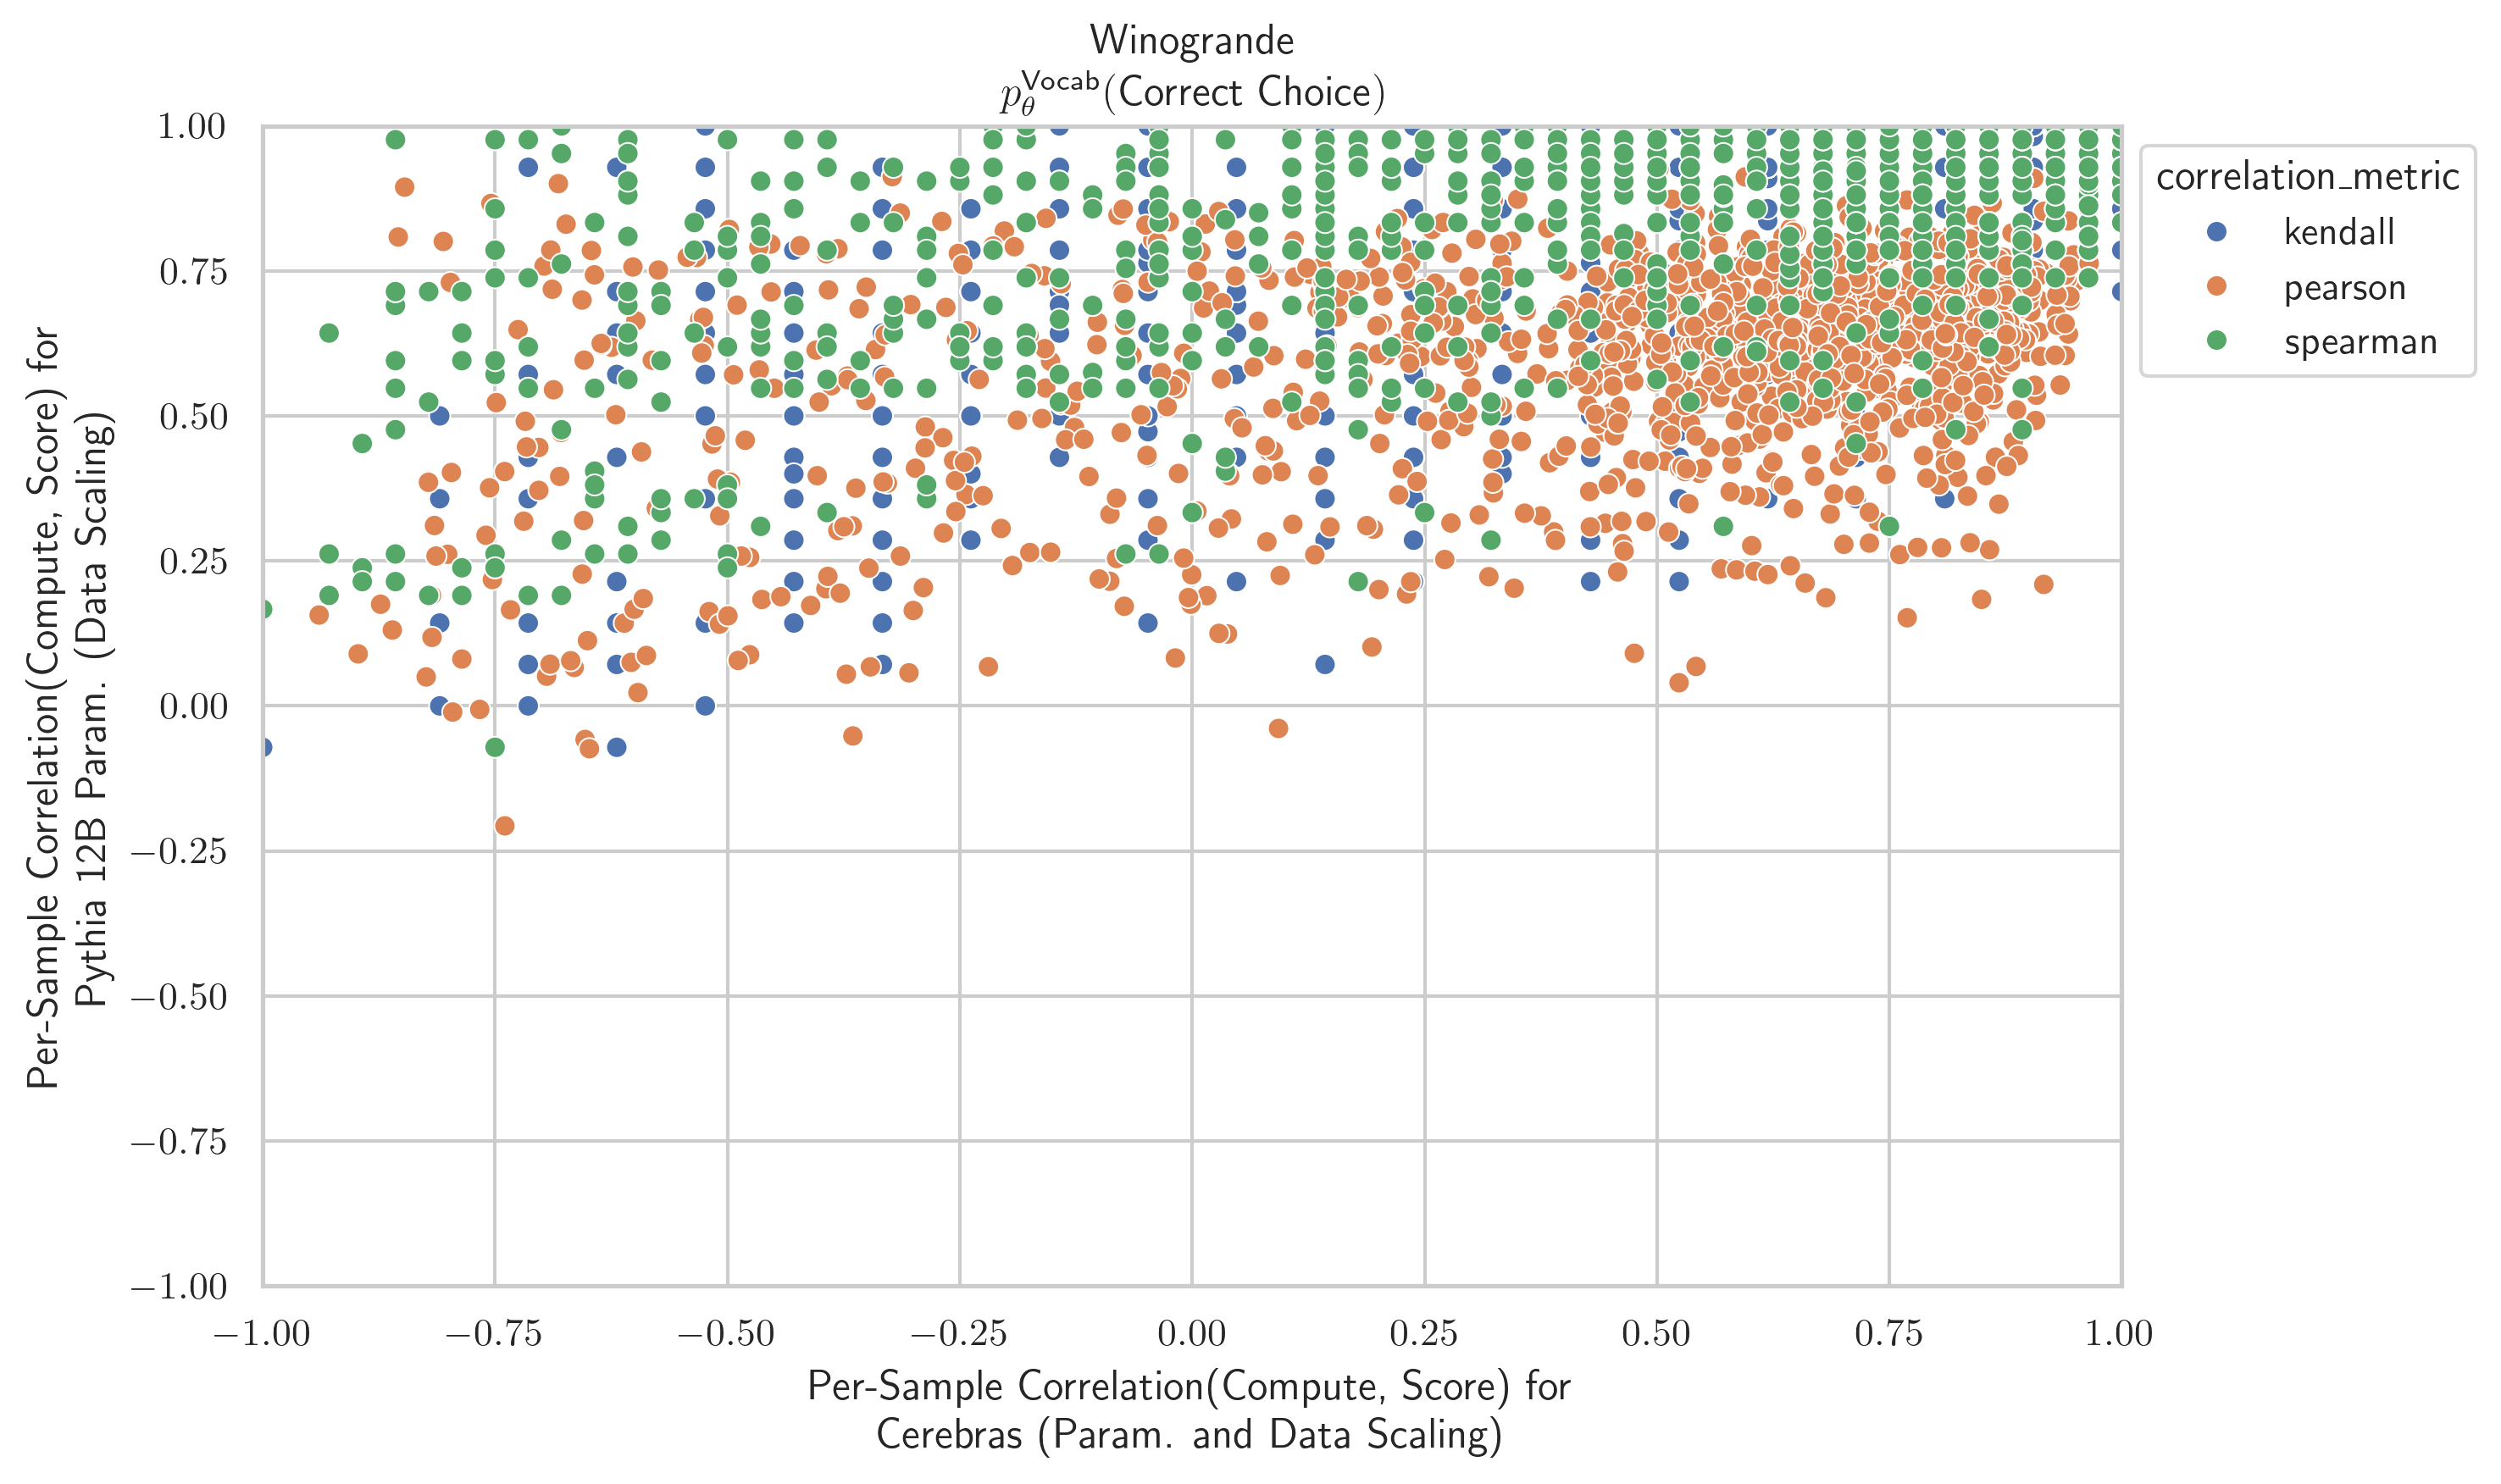 Winogrande
p_θ^Vocab(Correct Choice)
1.00
0.75
0.50
0.25
0.00
−0.25
−0.50
−0.75
−1.00
Per-Sample Correlation(Compute, Score) for
Pythia 12B Param. (Data Scaling)
−1.00 −0.75 −0.50 −0.25 0.00 0.25 0.50 0.75 1.00
Per-Sample Correlation(Compute, Score) for
Cerebras (Param. and Data Scaling)
correlation_metric
kendall
pearson
spearman